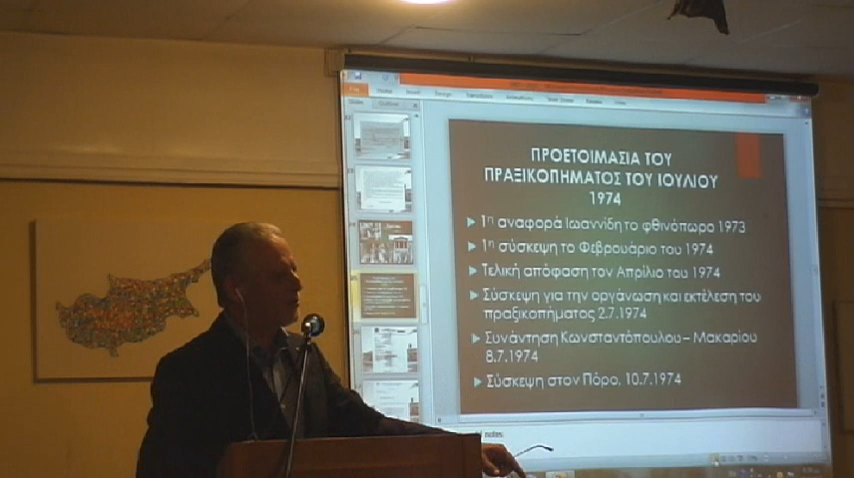 ΠΡΟΕΤΟΙΜΑΣΙΑ ΤΟΥ
ΠΡΑΞΙΚΟΠΗΜΑΤΟΣ ΤΟΥ ΙΟΥΛΙΟΥ
1974
1η αναφορά Ιωαννίδη το φθινόπωρο 1973
1η σύσκεψη το Φεβρουάριο του 1974
Τελική απόφαση τον Απρίλιο του 1974
Σύσκεψη για την οργάνωση και εκτέλεση του
πραξικοπήματος 2.7.1974
Συνάντηση Κωνσταντόπουλου – Μακαρίου
8.7.1974
Σύσκεψη στον Πόρο, 10.7.1974
notes